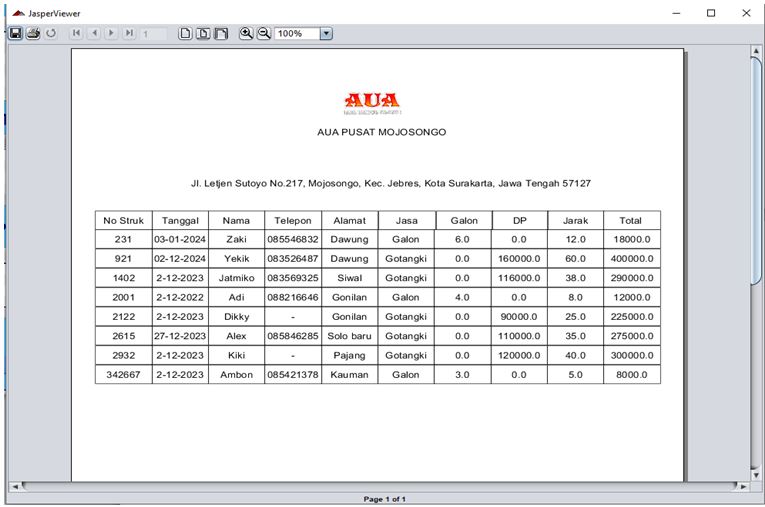 JasperViewer
1
100%
AUA
AUA PUSAT MOJOSONGO
Jl. Letjen Sutoyo No.217, Mojosongo, Kec. Jebres, Kota Surakarta, Jawa Tengah 57127
No Struk Tanggal Nama Telepon Alamat Jasa Galon DP Jarak Total
231 03-01-2024 Zaki 085546832 Dawung Galon 6.0 0.0 12.0 18000.0
921 02-12-2024 Yekik 083526487 Dawung Gotangki 0.0 160000.0 60.0 400000.0
1402 2-12-2023 Jatmiko 083569325 Siwal Gotangki 0.0 116000.0 38.0 290000.0
2001 2-12-2022 Adi 088216646 Gonilan Galon 4.0 0.0 8.0 12000.0
2122 2-12-2023 Dikky - Gonilan Gotangki 0.0 90000.0 25.0 225000.0
2615 27-12-2023 Alex 085846285 Solo baru Gotangki 0.0 110000.0 35.0 275000.0
2932 2-12-2023 Kiki - Pajang Gotangki 0.0 120000.0 40.0 300000.0
342667 2-12-2023 Ambon 085421378 Kauman Galon 3.0 0.0 5.0 8000.0
Page 1 of 1